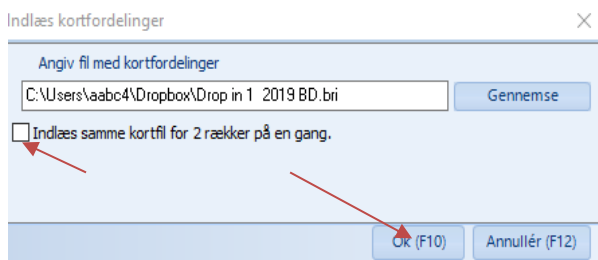 Indlæs kortfordelinger
Angiv fil med kortfordelinger
C:\Users\aabc4\Dropbox\Drop in 1 2019 BD.bri
Gennemse
Indlæs samme kortfil for 2 rækker på en gang.
Ok (F10)
Annullér (F12)